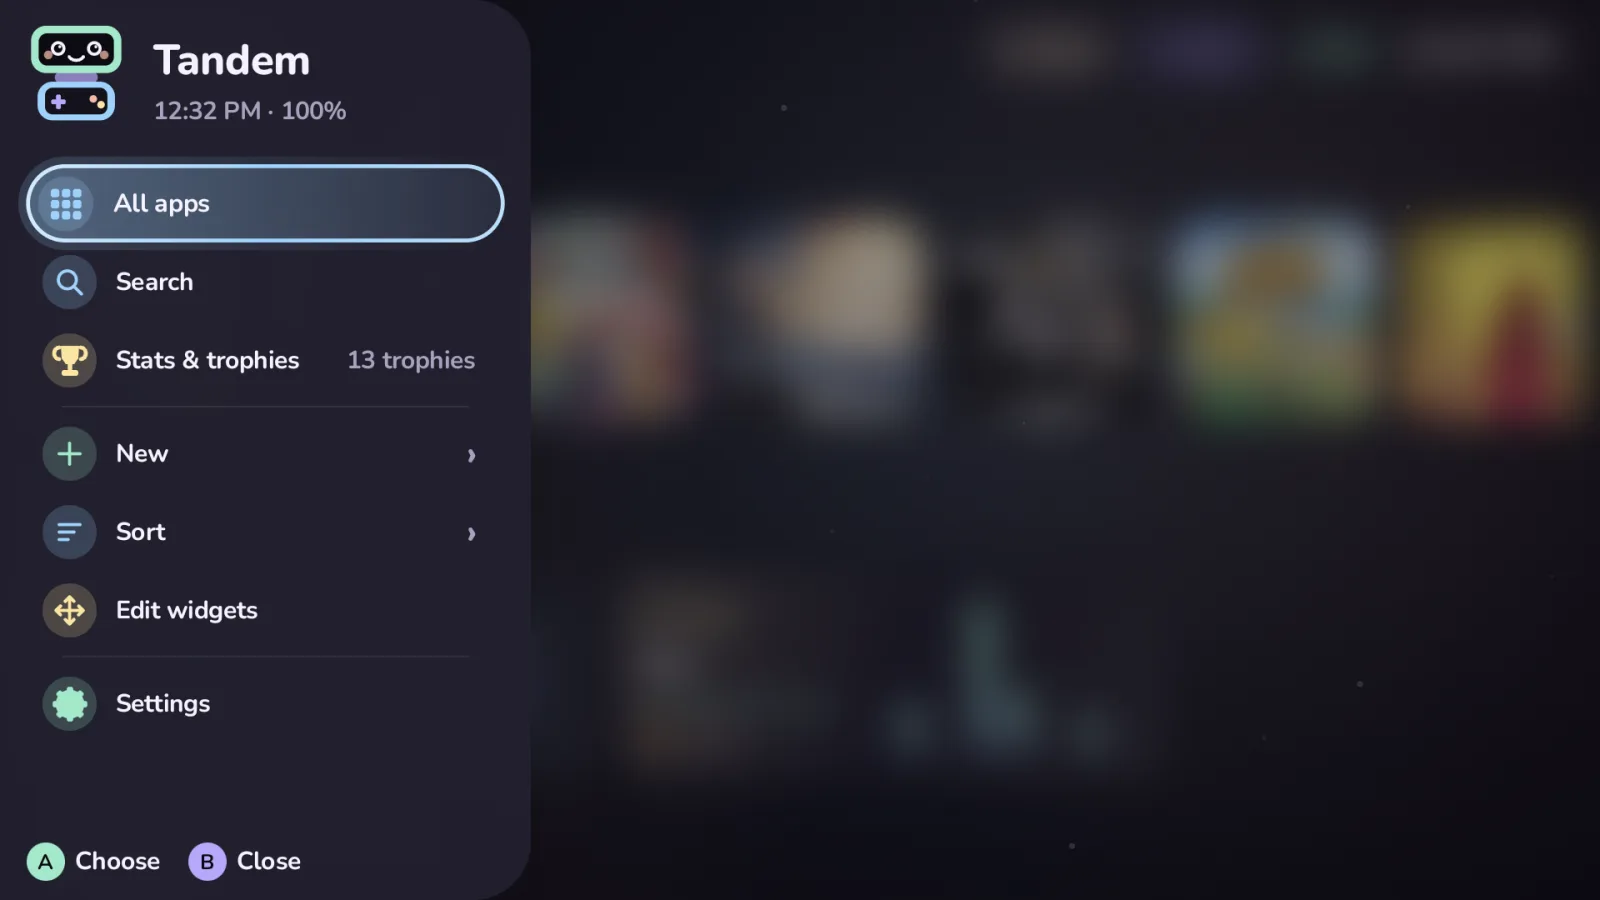 Tandem
12:32 PM · 100%
All apps
Search
Stats & trophies 13 trophies
New ›
Sort ›
Edit widgets
Settings
A Choose B Close